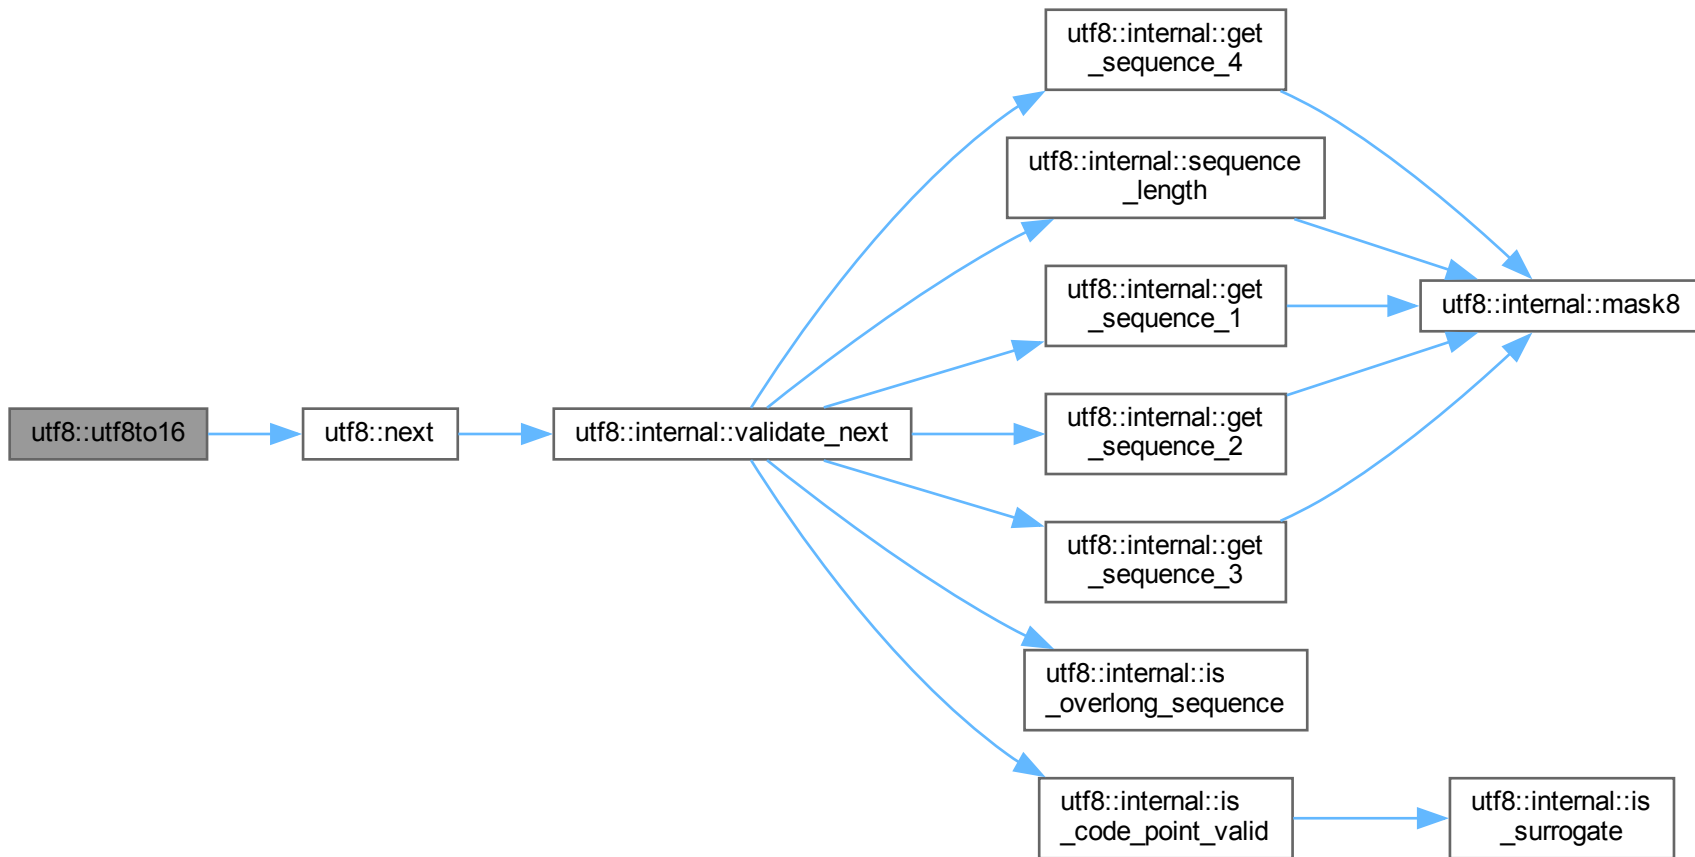 utf8::utf8to16
utf8::next
utf8::internal::validate_next
utf8::internal::get
_sequence_4
utf8::internal::sequence
_length
utf8::internal::get
_sequence_1
utf8::internal::get
_sequence_2
utf8::internal::get
_sequence_3
utf8::internal::is
_overlong_sequence
utf8::internal::is
_code_point_valid
utf8::internal::mask8
utf8::internal::is
_surrogate